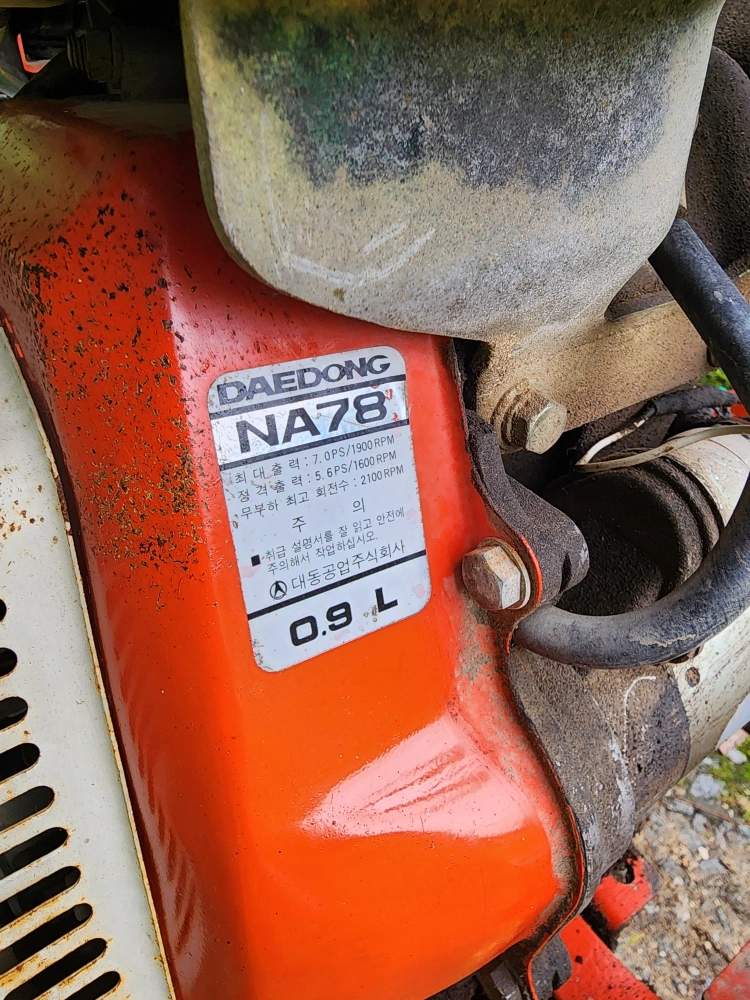 DAEDONG
NA78
최대출력 : 7.0PS/1900RPM
정격출력 : 5.6PS/1600RPM
무부하 최고 회전수 : 2100RPM
주 의
■ 취급 설명서를 잘 읽고 안전에
주의해서 작업하십시오.
대동공업주식회사
0.9 L